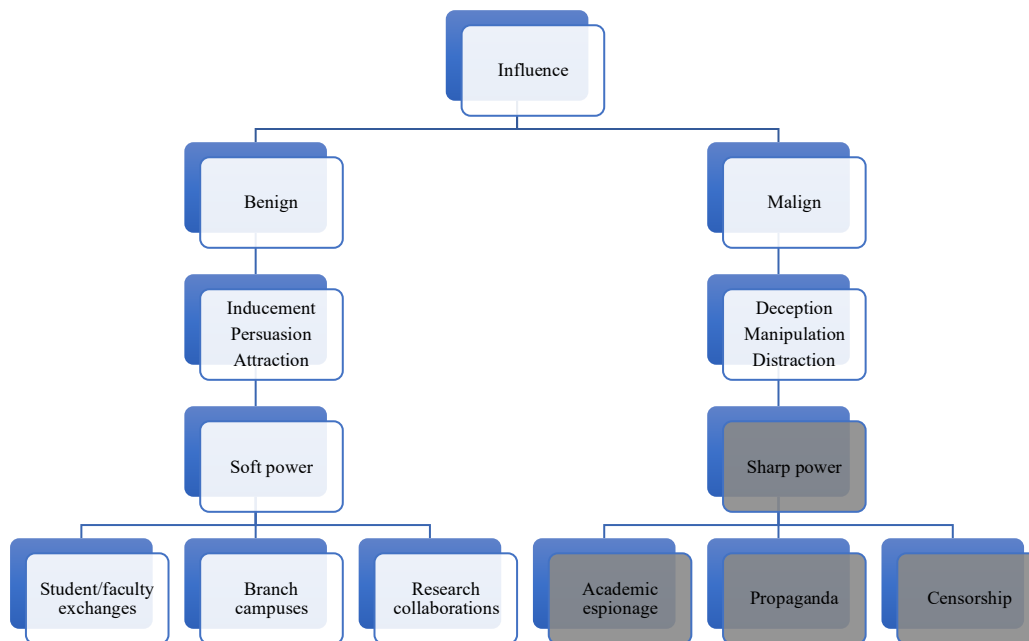 Influence
Benign
Malign
Inducement
Persuasion
Attraction
Deception
Manipulation
Distraction
Soft power
Sharp power
Student/faculty
exchanges
Branch
campuses
Research
collaborations
Academic
espionage
Propaganda
Censorship